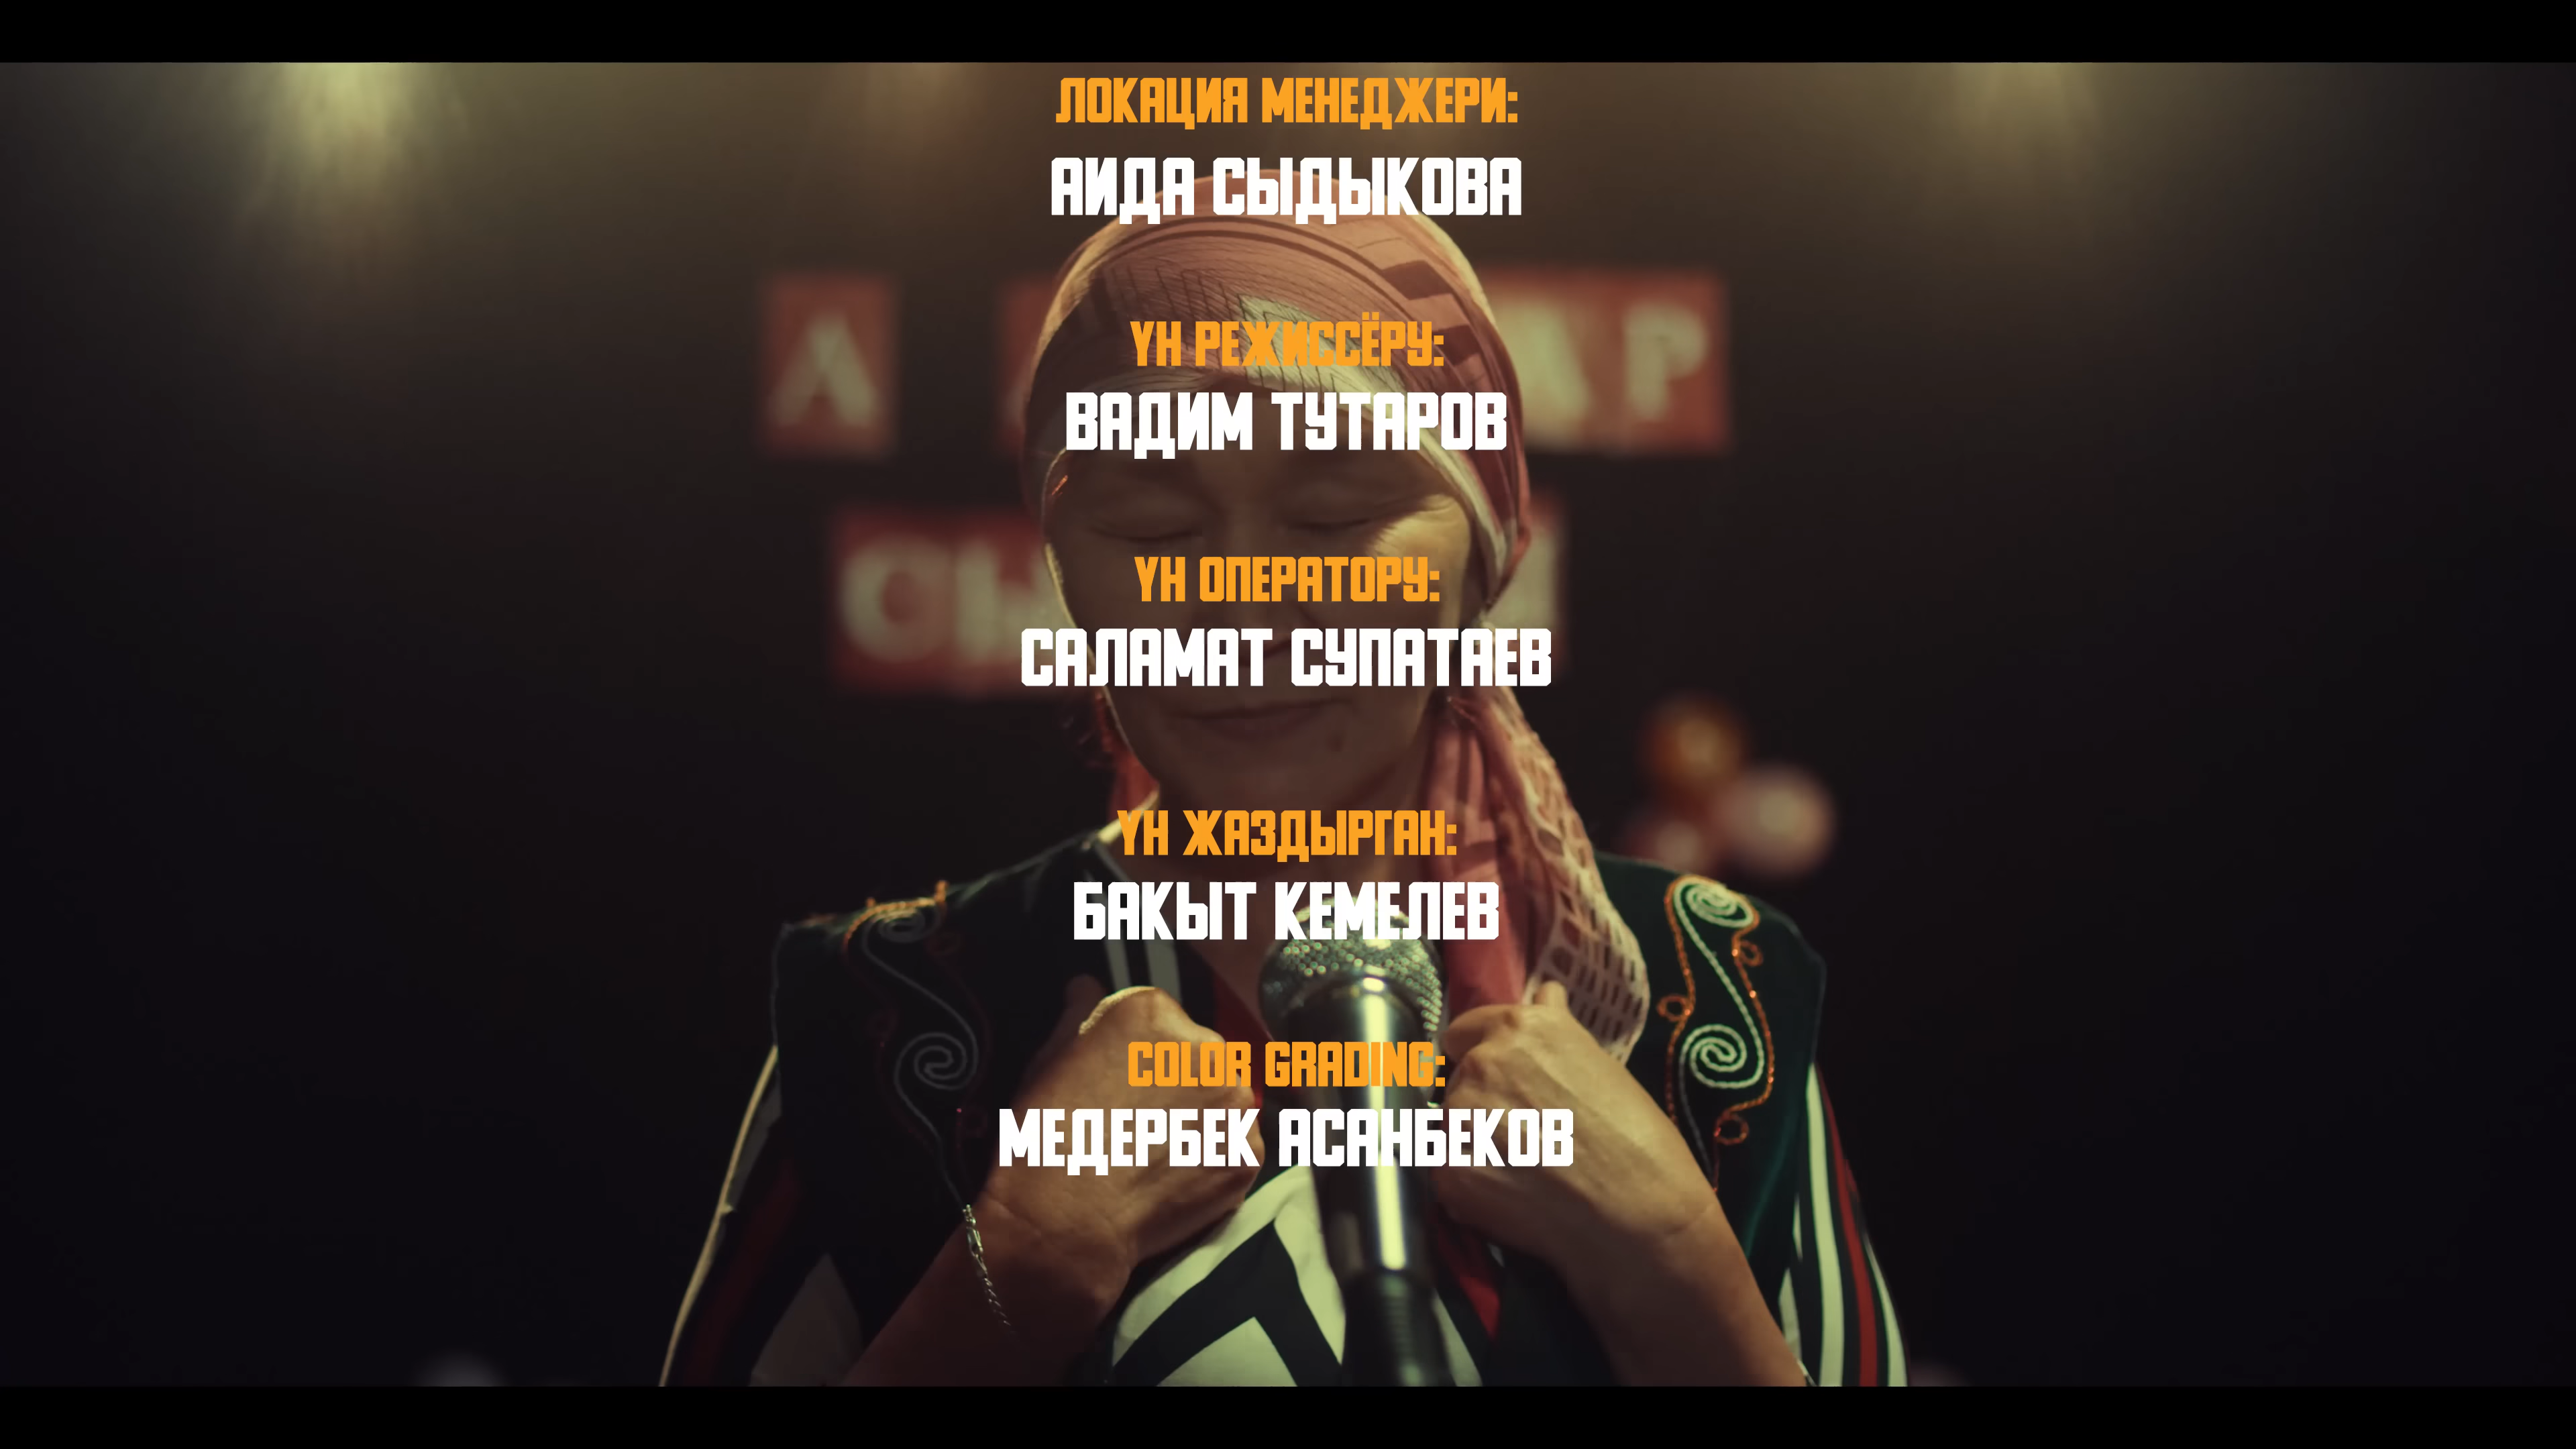 ЛОКАЦИЯ МЕНЕДЖЕРИ:
АИДА СЫДЫКОВА
ҮН РЕЖИССЁРУ:
ВАДИМ ТУТАРОВ
ҮН ОПЕРАТОРУ:
САЛАМАТ СУПАТАЕВ
ҮН ЖАЗДЫРГАН:
БАКЫТ КЕМЕЛЕВ
COLOR GRADING:
МЕДЕРБЕК АСАНБЕКОВ